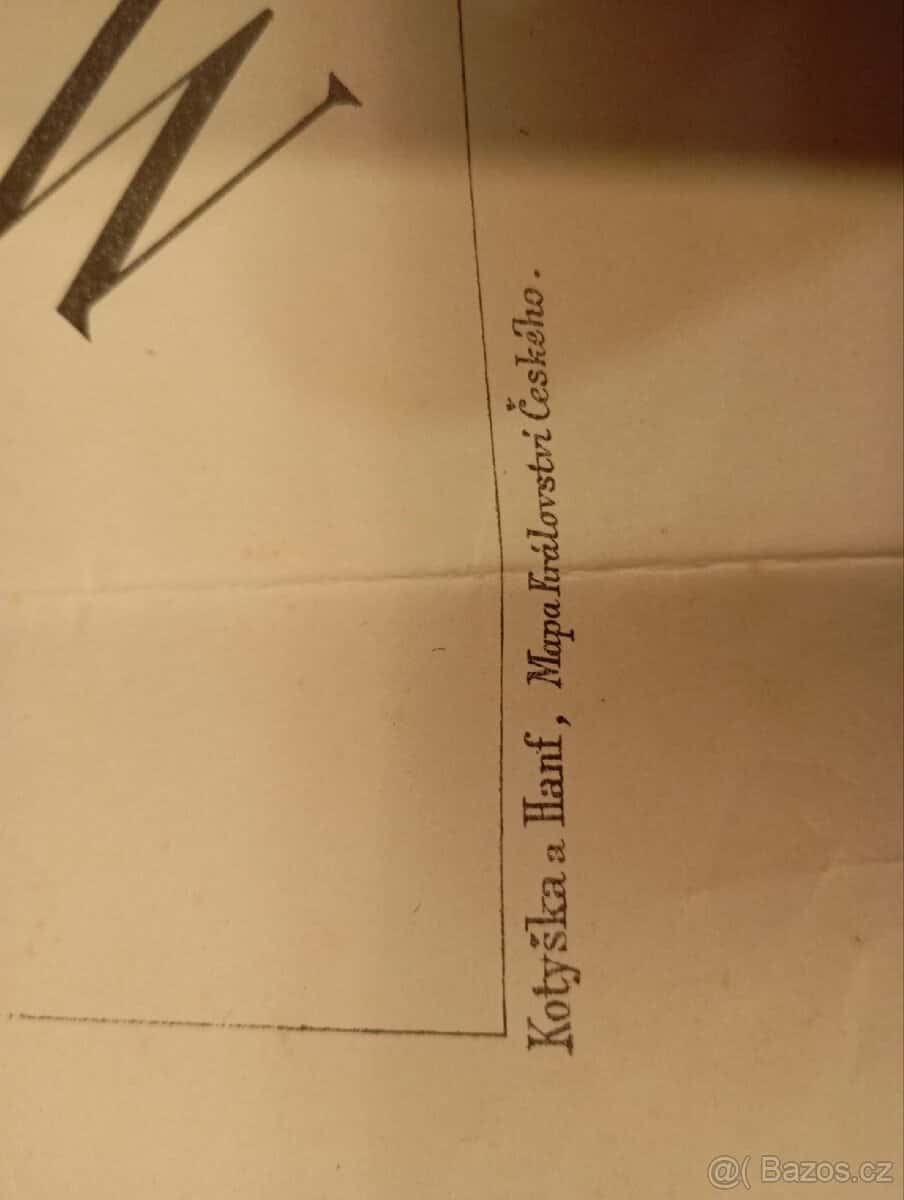 Kotyška a Hanf, Mapa Království Českého.
@( Bazos.cz